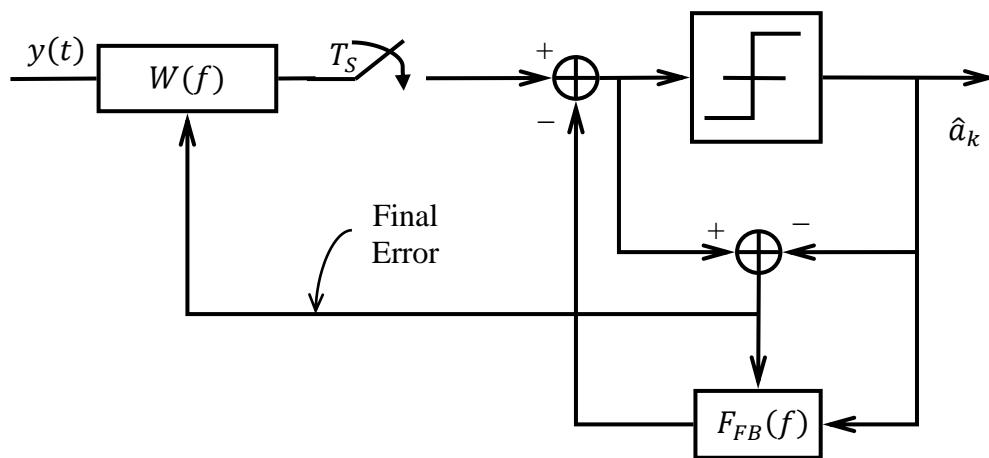 y(t)
W(f)
T_S
+
−
â_k
Final
Error
+
−
F_FB(f)